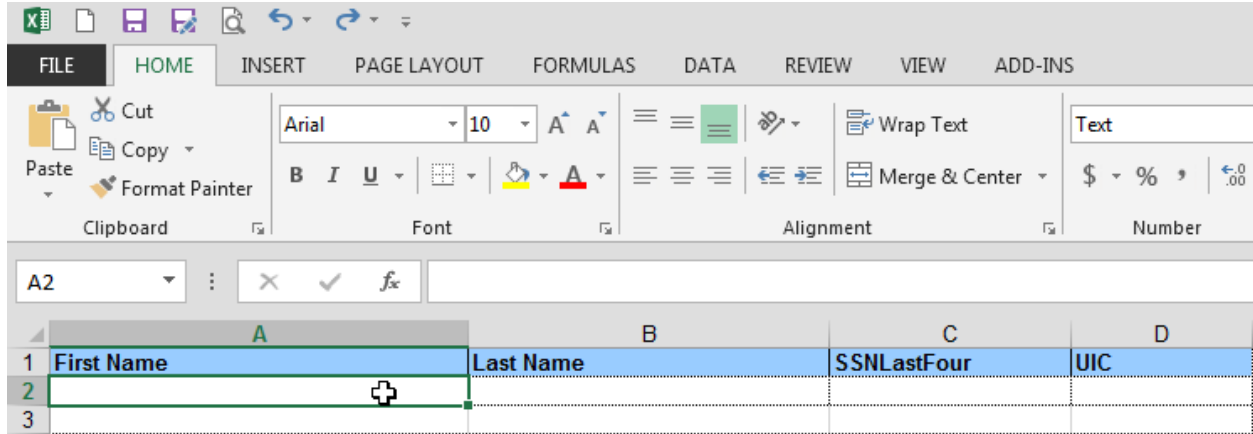 FILE HOME INSERT PAGE LAYOUT FORMULAS DATA REVIEW VIEW ADD-INS
Cut
Copy
Paste
Format Painter
Clipboard
Arial 10 A A
B I U A
Font
Wrap Text
Merge & Center
Alignment
Text
$ % , .0 .00
Number
A2 fx
A B C D
1 First Name Last Name SSNLastFour UIC
2
3